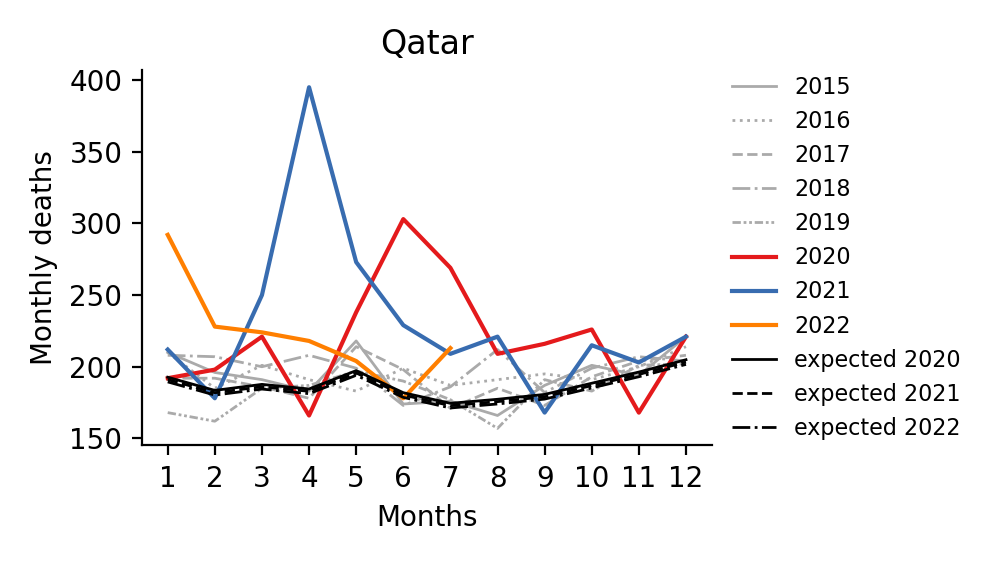 Qatar
Monthly deaths
400
350
300
250
200
150
1 2 3 4 5 6 7 8 9 10 11 12
Months
2015
2016
2017
2018
2019
2020
2021
2022
expected 2020
expected 2021
expected 2022